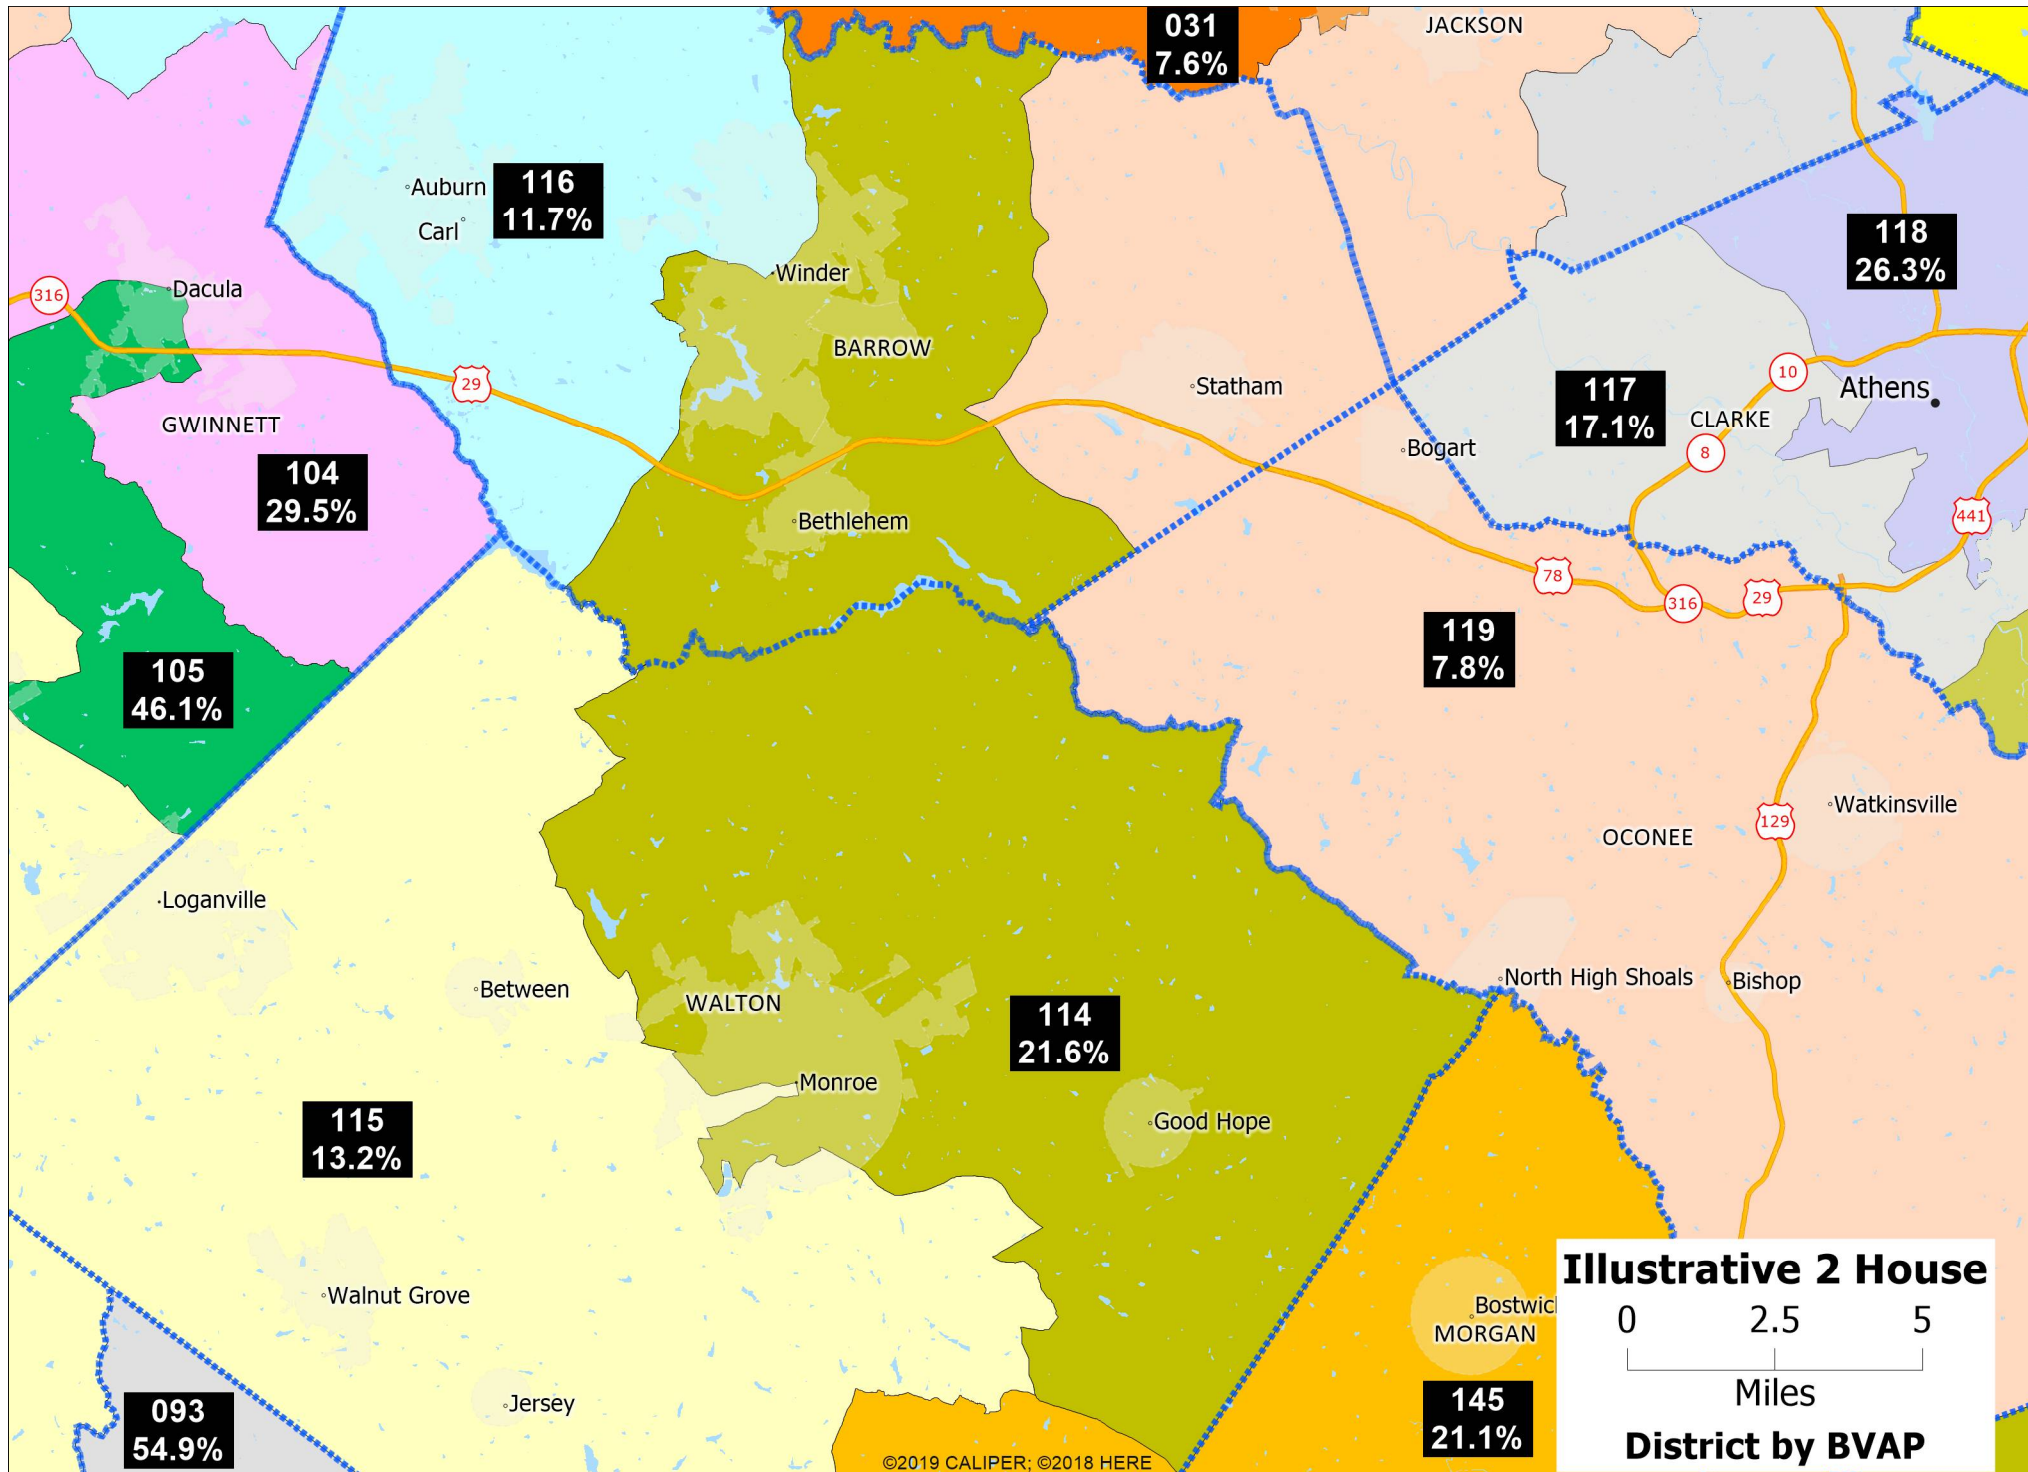 031
7.6%
JACKSON
Auburn
116
11.7%
Carl
118
26.3%
Winder
Dacula
316
BARROW
29
Statham
10
Athens
117
17.1%
CLARKE
GWINNETT
Bogart
8
104
29.5%
Bethlehem
441
78
316
29
119
7.8%
105
46.1%
Watkinsville
129
OCONEE
Loganville
North High Shoals
Bishop
Between
WALTON
114
21.6%
Monroe
Good Hope
115
13.2%
Walnut Grove
Bostwic
MORGAN
Jersey
093
54.9%
145
21.1%
Illustrative 2 House
0 2.5 5
Miles
District by BVAP
©2019 CALIPER; ©2018 HERE